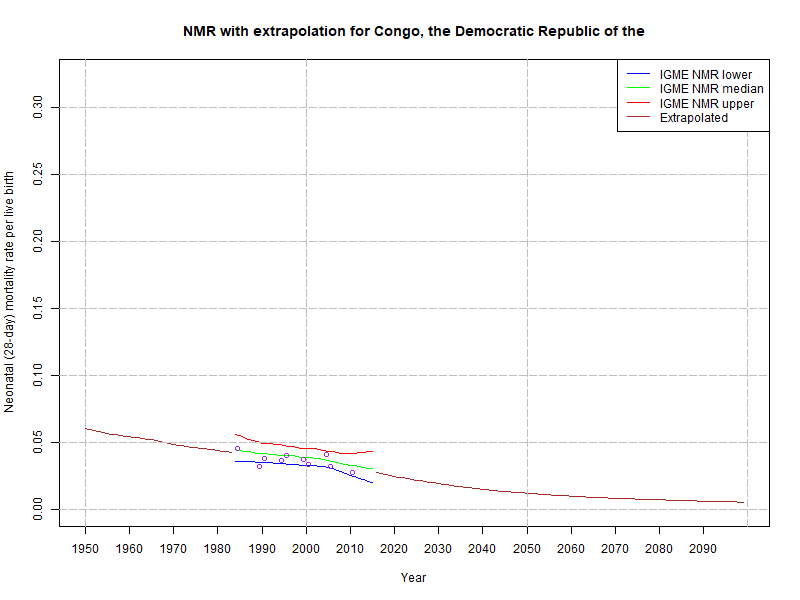 NMR with extrapolation for Congo, the Democratic Republic of the
IGME NMR lower
IGME NMR median
IGME NMR upper
Extrapolated
Neonatal (28-day) mortality rate per live birth
0.30
0.25
0.20
0.15
0.10
0.05
0.00
1950 1960 1970 1980 1990 2000 2010 2020 2030 2040 2050 2060 2070 2080 2090
Year